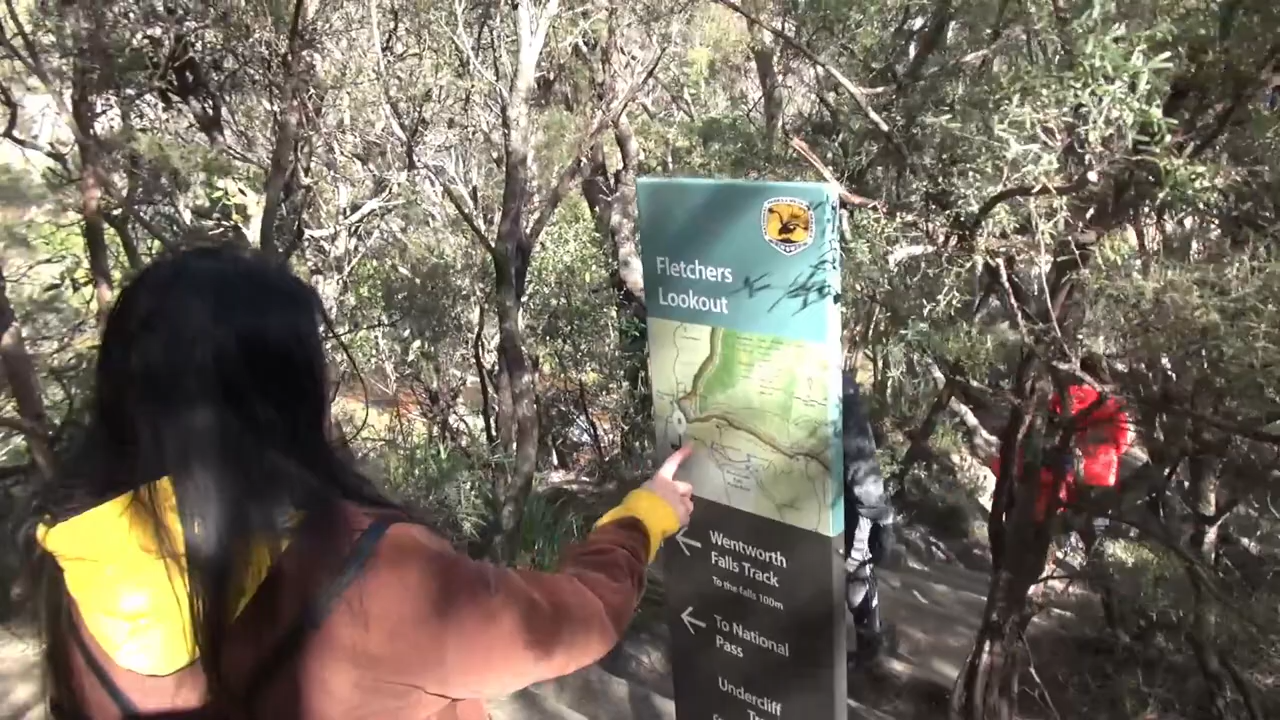 Fletchers
Lookout
Wentworth
Falls Track
To the falls 100m
To National
Pass
Undercliff